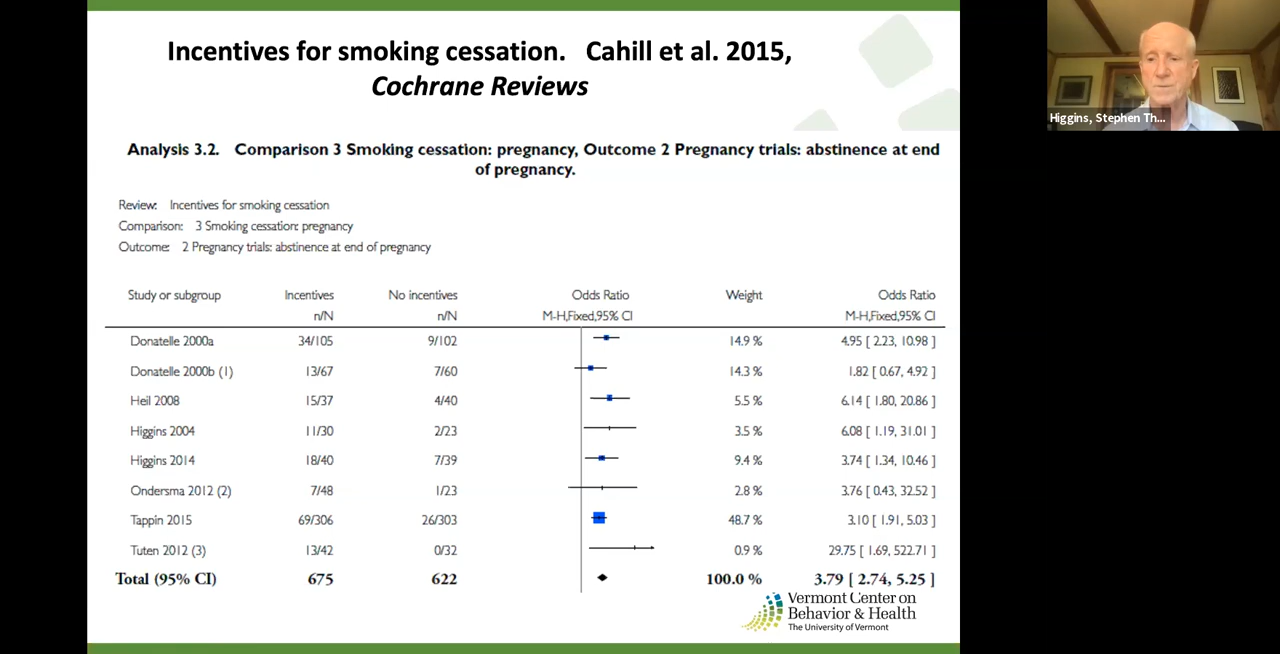 Incentives for smoking cessation. Cahill et al. 2015,
Cochrane Reviews
Higgins, Stephen Th...
Analysis 3.2. Comparison 3 Smoking cessation: pregnancy, Outcome 2 Pregnancy trials: abstinence at end
of pregnancy.
Review: Incentives for smoking cessation
Comparison: 3 Smoking cessation: pregnancy
Outcome: 2 Pregnancy trials: abstinence at end of pregnancy
Study or subgroup Incentives No incentives Odds Ratio Weight Odds Ratio
n/N n/N M-H,Fixed,95% CI M-H,Fixed,95% CI
Donatelle 2000a 34/105 9/102 14.9 % 4.95 [ 2.23, 10.98 ]
Donatelle 2000b (1) 13/67 7/60 14.3 % 1.82 [ 0.67, 4.92 ]
Heil 2008 15/37 4/40 5.5 % 6.14 [ 1.80, 20.86 ]
Higgins 2004 11/30 2/23 3.5 % 6.08 [ 1.19, 31.01 ]
Higgins 2014 18/40 7/39 9.4 % 3.74 [ 1.34, 10.46 ]
Ondersma 2012 (2) 7/48 1/23 2.8 % 3.76 [ 0.43, 32.52 ]
Tappin 2015 69/306 26/303 48.7 % 3.10 [ 1.91, 5.03 ]
Tuten 2012 (3) 13/42 0/32 0.9 % 29.75 [ 1.69, 522.71 ]
Total (95% CI) 675 622 100.0 % 3.79 [ 2.74, 5.25 ]
Vermont Center on
Behavior & Health
The University of Vermont